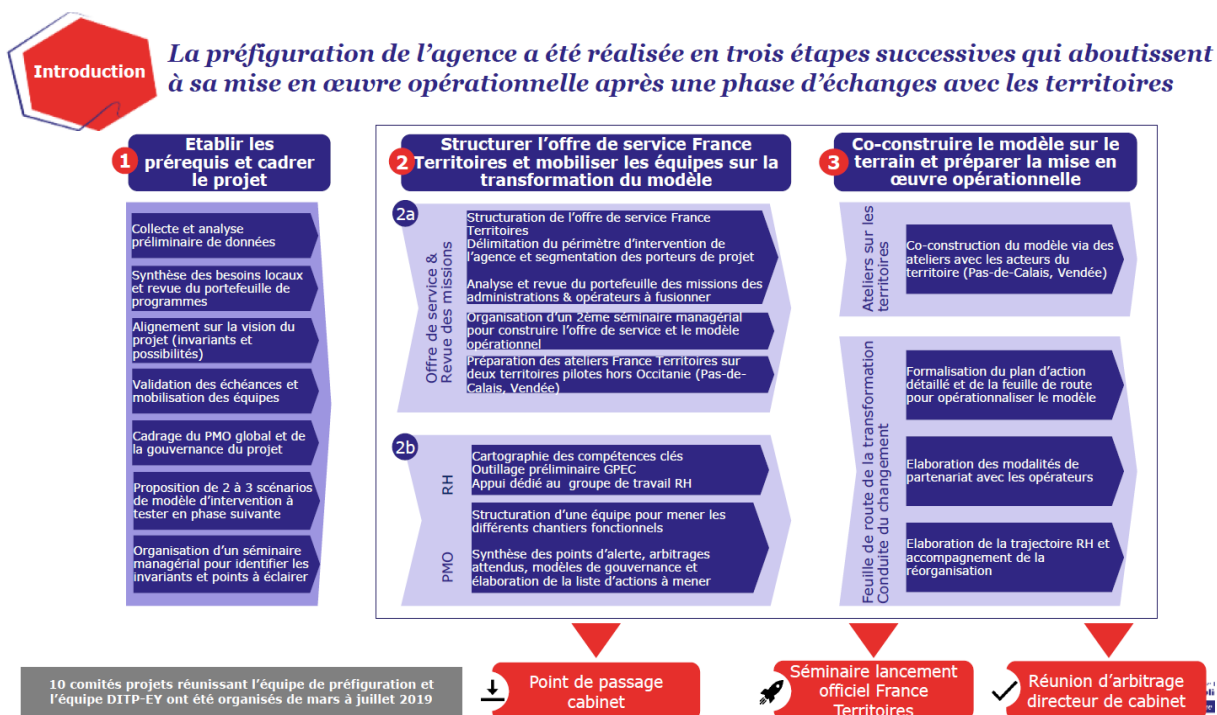 Introduction
La préfiguration de l’agence a été réalisée en trois étapes successives qui aboutissent
à sa mise en œuvre opérationnelle après une phase d’échanges avec les territoires
1
Etablir les
prérequis et cadrer
le projet
Collecte et analyse
préliminaire de données
Synthèse des besoins locaux
et revue du portefeuille de
programmes
Alignement sur la vision du
projet (invariants et
possibilités)
Validation des échéances et
mobilisation des équipes
Cadrage du PMO global et de
la gouvernance du projet
Proposition de 2 à 3 scénarios
de modèle d’intervention à
tester en phase suivante
Organisation d’un séminaire
managérial pour identifier les
invariants et points à éclairer
2
Structurer l’offre de service France
Territoires et mobiliser les équipes sur la
transformation du modèle
2a
Offre de service &
Revue des missions
Structuration de l’offre de service France
Territoires
Délimitation du périmètre d’intervention de
l’agence et segmentation des porteurs de projet
Analyse et revue du portefeuille des missions des
administrations & opérateurs à fusionner
Organisation d’un 2ème séminaire managérial
pour construire l’offre de service et le modèle
opérationnel
Préparation des ateliers France Territoires sur
deux territoires pilotes hors Occitanie (Pas-de-
Calais, Vendée)
2b
RH
Cartographie des compétences clés
Outillage préliminaire GPEC
Appui dédié au groupe de travail RH
PMO
Structuration d’une équipe pour mener les
différents chantiers fonctionnels
Synthèse des points d’alerte, arbitrages
attendus, modèles de gouvernance et
élaboration de la liste d’actions à mener
3
Co-construire le modèle sur le
terrain et préparer la mise en
œuvre opérationnelle
Ateliers sur les
territoires
Co-construction du modèle via des
ateliers avec les acteurs du
territoire (Pas-de-Calais, Vendée)
Feuille de route de la transformation
Conduite du changement
Formalisation du plan d’action
détaillé et de la feuille de route
pour opérationnaliser le modèle
Elaboration des modalités de
partenariat avec les opérateurs
Elaboration de la trajectoire RH et
accompagnement de la
réorganisation
10 comités projets réunissant l’équipe de préfiguration et
l’équipe DITP-EY ont été organisés de mars à juillet 2019
Point de passage
cabinet
Séminaire lancement
officiel France
Territoires
Réunion d’arbitrage
directeur de cabinet